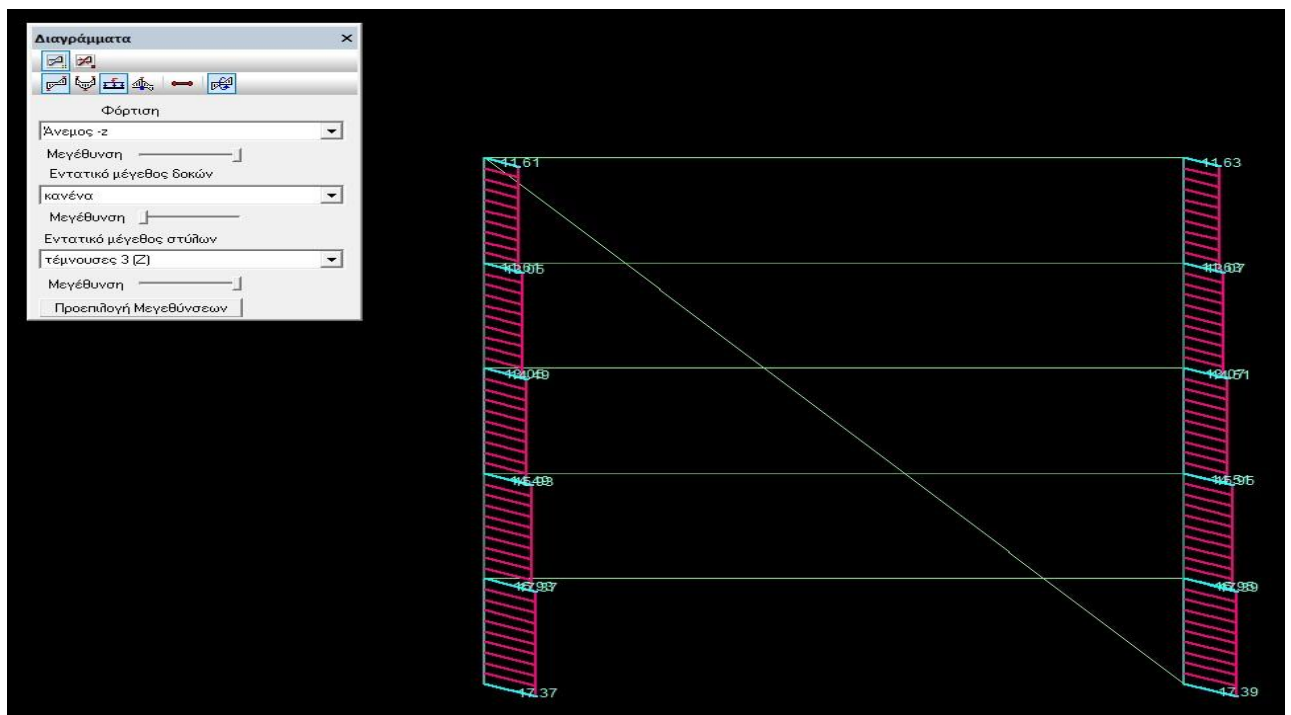 Διαγράμματα
Φόρτιση
Άνεμος -z
Μεγέθυνση
Εντατικό μέγεθος δοκών
κανένα
Μεγέθυνση
Εντατικό μέγεθος στύλων
τέμνουσες 3 (Z)
Μεγέθυνση
Προεπιλογή Μεγεθύνσεων
11.61
11.63
17.37
17.39